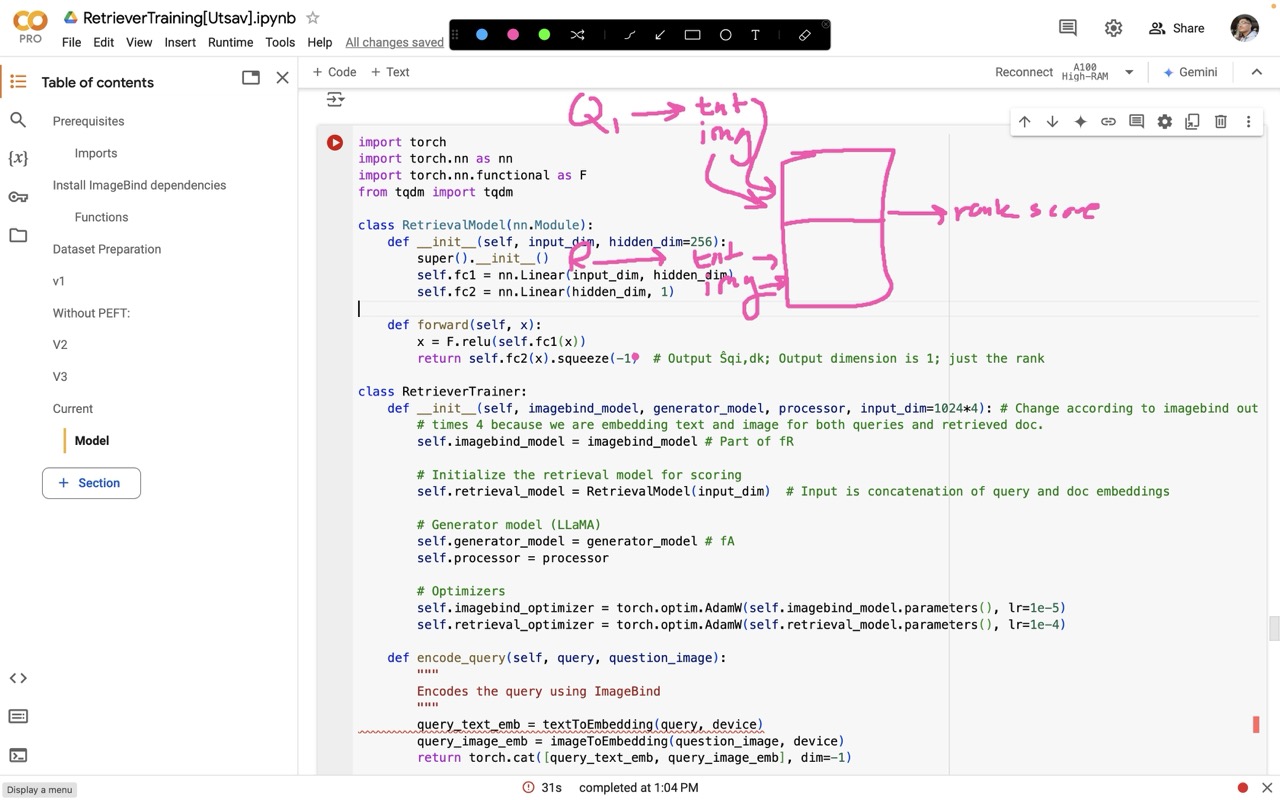 RetrieverTraining[Utsav].ipynb
PRO
File Edit View Insert Runtime Tools Help All changes saved
T
Share
Table of contents
+ Code + Text
Reconnect A100 High-RAM
Gemini
Prerequisites
Imports
Install ImageBind dependencies
Functions
Dataset Preparation
v1
Without PEFT:
V2
V3
Current
Model
+ Section
Q1 → txt
img
rank score
R → txt
img
import torch
import torch.nn as nn
import torch.nn.functional as F
from tqdm import tqdm
class RetrievalModel(nn.Module):
def __init__(self, input_dim, hidden_dim=256):
super().__init__()
self.fc1 = nn.Linear(input_dim, hidden_dim)
self.fc2 = nn.Linear(hidden_dim, 1)
def forward(self, x):
x = F.relu(self.fc1(x))
return self.fc2(x).squeeze(-1) # Output Ŝqi,dk; Output dimension is 1; just the rank
class RetrieverTrainer:
def __init__(self, imagebind_model, generator_model, processor, input_dim=1024*4): # Change according to imagebind out
# times 4 because we are embedding text and image for both queries and retrieved doc.
self.imagebind_model = imagebind_model # Part of fR
# Initialize the retrieval model for scoring
self.retrieval_model = RetrievalModel(input_dim) # Input is concatenation of query and doc embeddings
# Generator model (LLaMA)
self.generator_model = generator_model # fA
self.processor = processor
# Optimizers
self.imagebind_optimizer = torch.optim.AdamW(self.imagebind_model.parameters(), lr=1e-5)
self.retrieval_optimizer = torch.optim.AdamW(self.retrieval_model.parameters(), lr=1e-4)
def encode_query(self, query, question_image):
"""
Encodes the query using ImageBind
"""
query_text_emb = textToEmbedding(query, device)
query_image_emb = imageToEmbedding(question_image, device)
return torch.cat([query_text_emb, query_image_emb], dim=-1)
Display a menu
31s completed at 1:04 PM